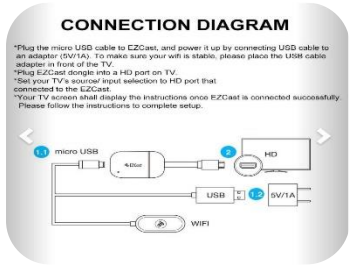 CONNECTION DIAGRAM
*Plug the micro USB cable to EZCast, and power it up by connecting USB cable to
an adapter (5V/1A). To make sure your wifi is stable, please place the USB cable
adapter in front of the TV.
*Plug EZCast dongle into a HD port on TV.
*Set your TV's source/ input selection to HD port that
connected to the EZCast.
*Your TV screen shall display the instructions once EZCast is connected successfully.
Please follow the instructions to complete setup.
1.1 micro USB
EZCast
2 HD
USB 1.2 5V/1A
WIFI